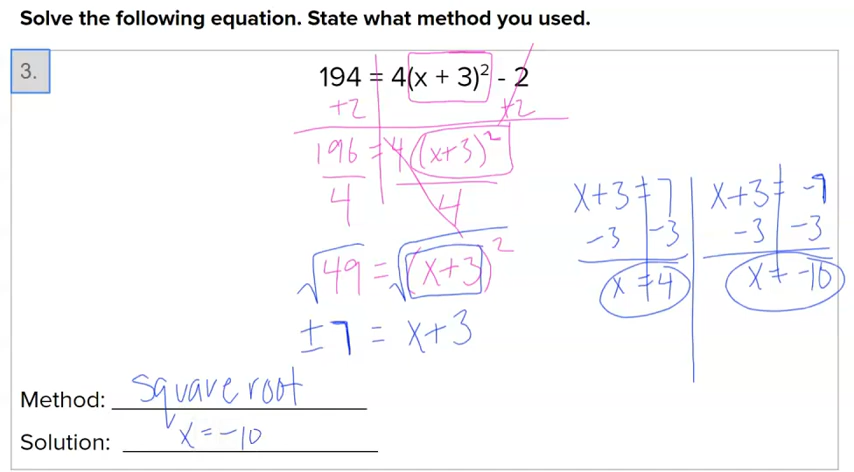 Solve the following equation. State what method you used.
3.
194 = 4(x + 3)² - 2
+2 +2
196 = 4(x+3)²
4 4
√49 = √(x+3)²
±7 = x+3
x+3 = 7
-3 -3
x = 4
x+3 = -7
-3 -3
x = -10
Method: square root
Solution: x = -10